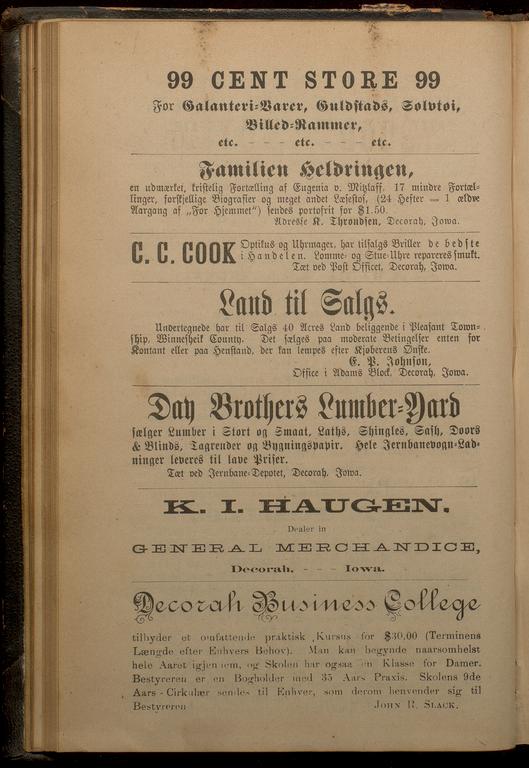 99 CENT STORE 99
For Galanteri-Varer, Guldstads, Sølvtøi,
Billed-Rammer,
etc. - - - etc. - - - etc.
Familien Heldringen,
en udmærket, kristelig Fortælling af Eugenia v. Mitzlaff. 17 mindre Fortæl-
linger, forskjellige Biografier og meget andet Læsestof, (24 Hefter = 1 ældre
Aargang af „For Hjemmet") sendes portofrit for $1.50.
Adresse K. Throndsen, Decorah, Iowa.
C. C. COOK
Optikus og Uhrmager, har tilsalgs Briller de bedste
i Handelen. Lomme- og Stue-Uhre repareres smukt.
Tæt ved Post Officet, Decorah, Iowa.
Land til Salgs.
Undertegnede har til Salgs 40 Acres Land beliggende i Pleasant Town-
ship, Winnesheik County. Det sælges paa moderate Betingelser enten for
Kontant eller paa Henstand, der kan lempes efter Kjøberens Ønske.
E. P. Johnson,
Office i Adams Block, Decorah, Iowa.
Day Brothers Lumber-Yard
sælger Lumber i Stort og Smaat, Laths, Shingles, Sash, Doors
& Blinds, Tagrender og Bygningspapir. Hele Jernbanevogn-Lad-
ninger leveres til lave Priser.
Tæt ved Jernbane-Depotet, Decorah, Iowa.
K. I. HAUGEN,
Dealer in
GENERAL MERCHANDICE,
Decorah, - - - Iowa.
Decorah Business College
tilbyder et omfattende praktisk Kursus for $30,00 (Terminens
Længde efter Enhvers Behov). Man kan begynde naarsomhelst
hele Aaret igjennem, og Skolen har ogsaa en Klasse for Damer.
Bestyreren er en Bogholder med 35 Aars Praxis. Skolens 9de
Aars-Cirkulær sendes til Enhver, som derom henvender sig til
Bestyreren JOHN R. SLACK.